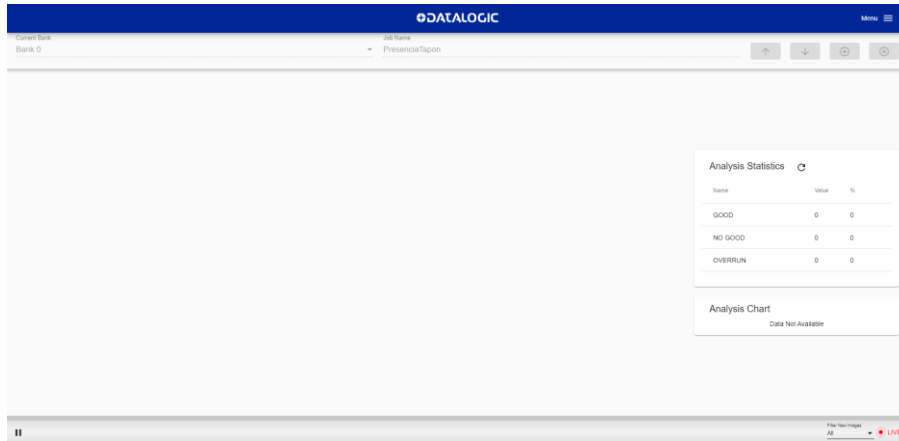 DATALOGIC
Menu
Current Bank
Job Name
Bank 0
PresenciaTapon
Analysis Statistics
Name Value %
GOOD 0 0
NO GOOD 0 0
OVERRUN 0 0
Analysis Chart
Data Not Available
Filter New Images
All
LIVE